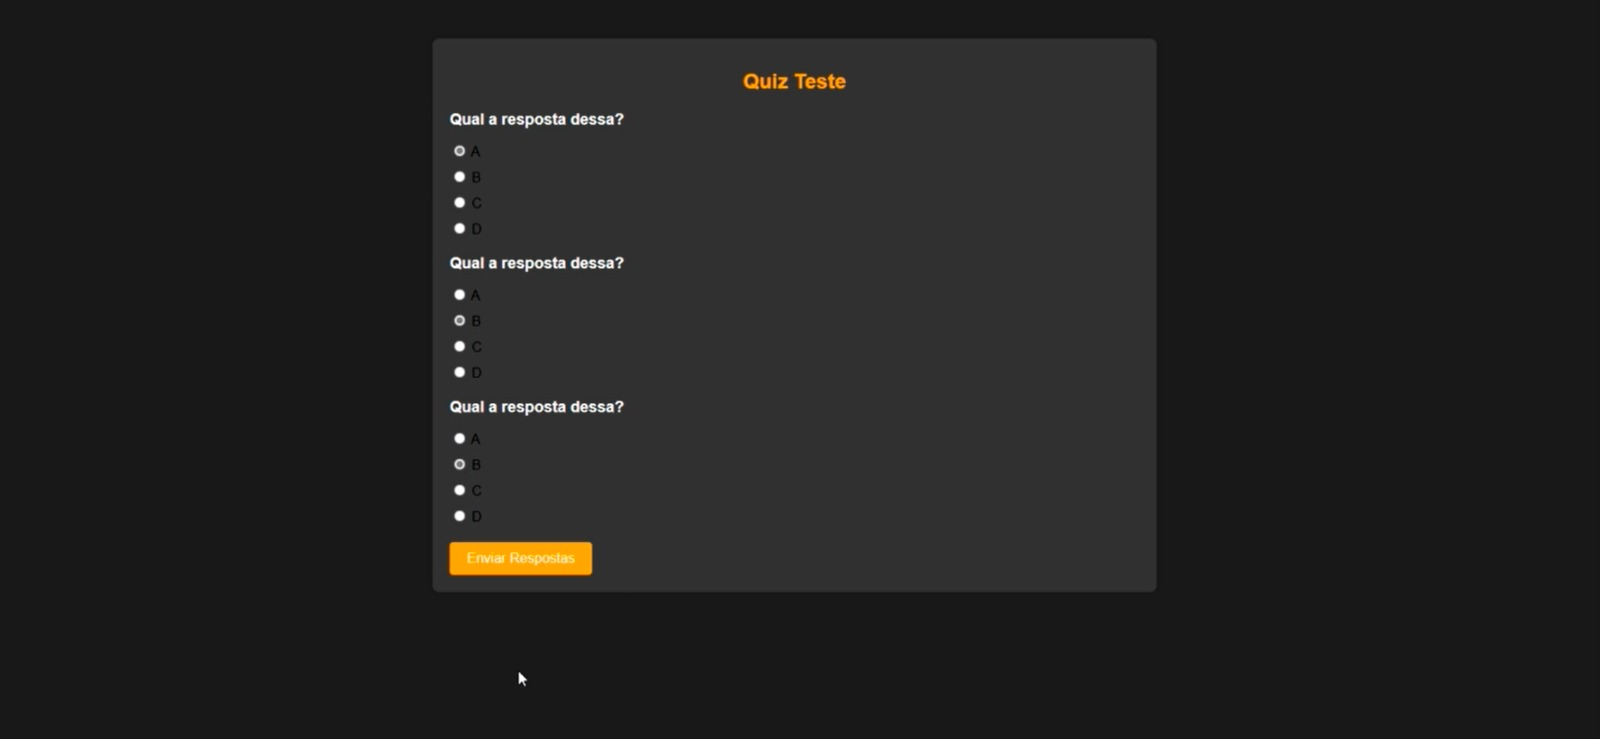 Quiz Teste
Qual a resposta dessa?
A
B
C
D
Qual a resposta dessa?
A
B
C
D
Qual a resposta dessa?
A
B
C
D
Enviar Respostas